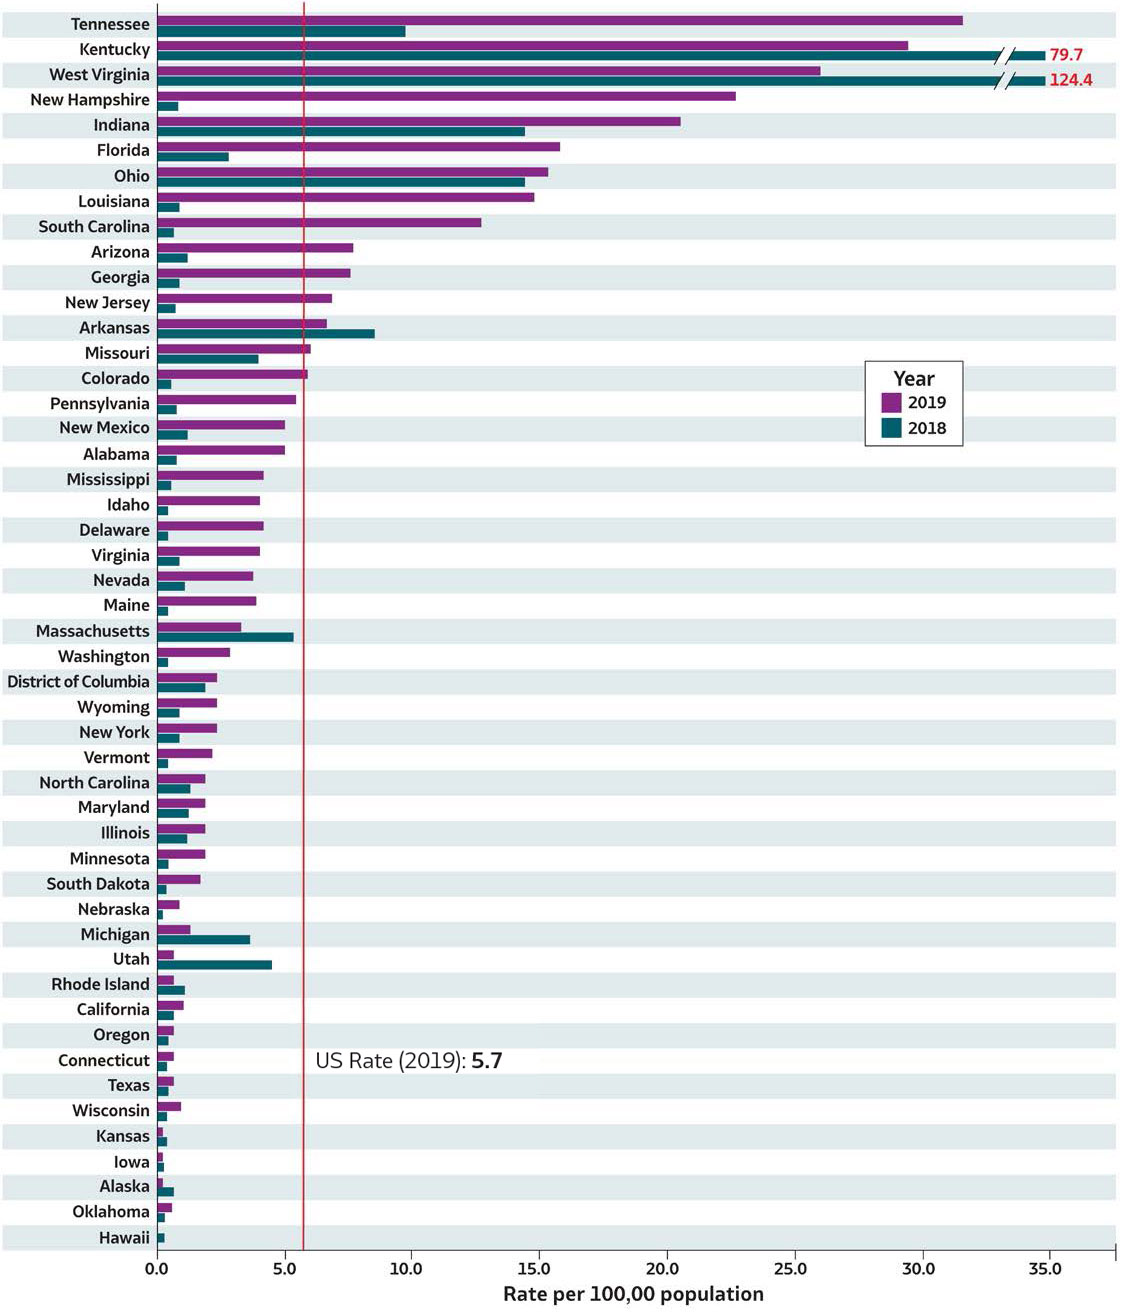 Tennessee
Kentucky
79.7
West Virginia
124.4
New Hampshire
Indiana
Florida
Ohio
Louisiana
South Carolina
Arizona
Georgia
New Jersey
Arkansas
Missouri
Colorado
Pennsylvania
New Mexico
Alabama
Mississippi
Idaho
Delaware
Virginia
Nevada
Maine
Massachusetts
Washington
District of Columbia
Wyoming
New York
Vermont
North Carolina
Maryland
Illinois
Minnesota
South Dakota
Nebraska
Michigan
Utah
Rhode Island
California
Oregon
Connecticut
Texas
Wisconsin
Kansas
Iowa
Alaska
Oklahoma
Hawaii
Year
2019
2018
US Rate (2019): 5.7
0.0 5.0 10.0 15.0 20.0 25.0 30.0 35.0
Rate per 100,00 population